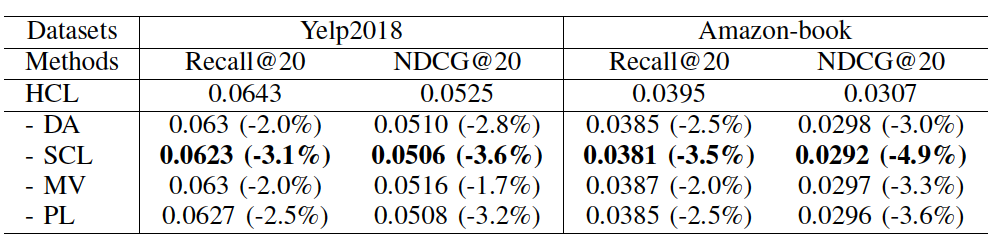 Datasets Yelp2018 Amazon-book
Methods Recall@20 NDCG@20 Recall@20 NDCG@20
HCL 0.0643 0.0525 0.0395 0.0307
- DA 0.063 (-2.0%) 0.0510 (-2.8%) 0.0385 (-2.5%) 0.0298 (-3.0%)
- SCL 0.0623 (-3.1%) 0.0506 (-3.6%) 0.0381 (-3.5%) 0.0292 (-4.9%)
- MV 0.063 (-2.0%) 0.0516 (-1.7%) 0.0387 (-2.0%) 0.0297 (-3.3%)
- PL 0.0627 (-2.5%) 0.0508 (-3.2%) 0.0385 (-2.5%) 0.0296 (-3.6%)